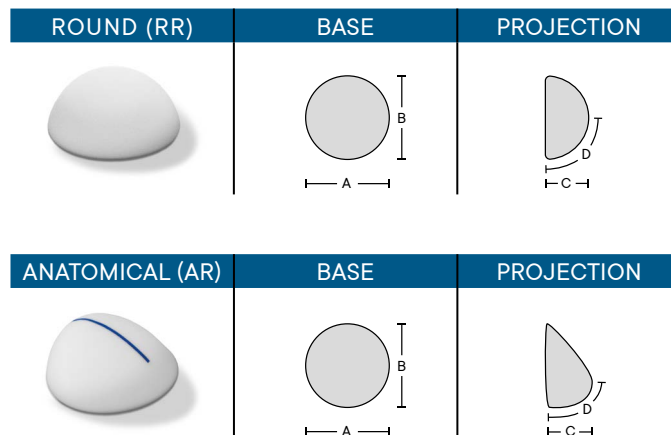 ROUND (RR) BASE PROJECTION
B
D
A
C
ANATOMICAL (AR) BASE PROJECTION
B
D
A
C